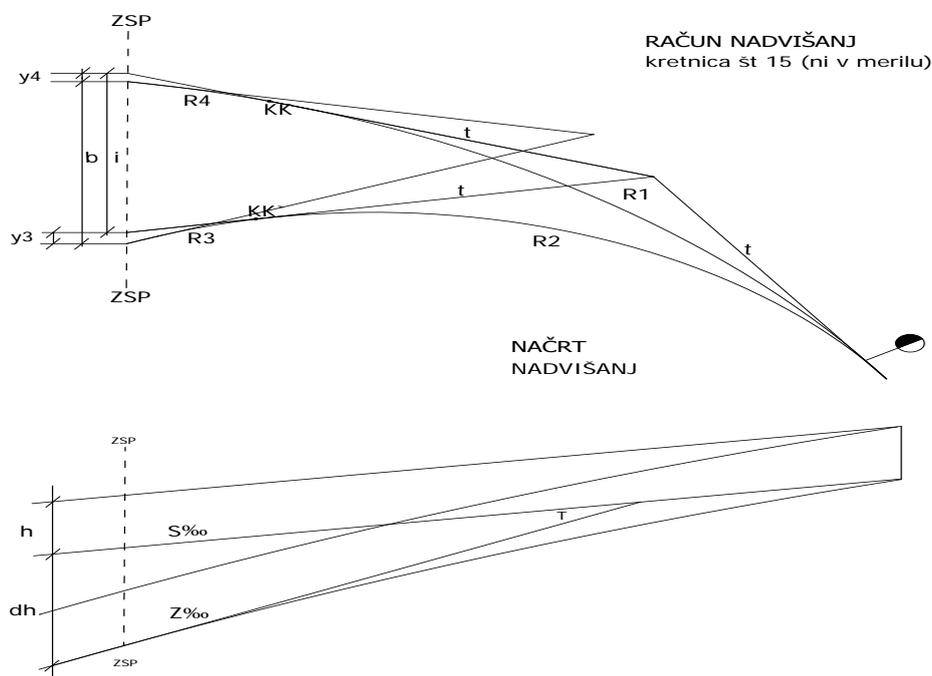 ZSP
RAČUN NADVIŠANJ
kretnica št 15 (ni v merilu)
y4
R4
KK
t
b
i
t
R1
KK'
y3
R3
R2
t
ZSP
NAČRT
NADVIŠANJ
ZSP
h
S‰
T
dh
Z‰
ZSP